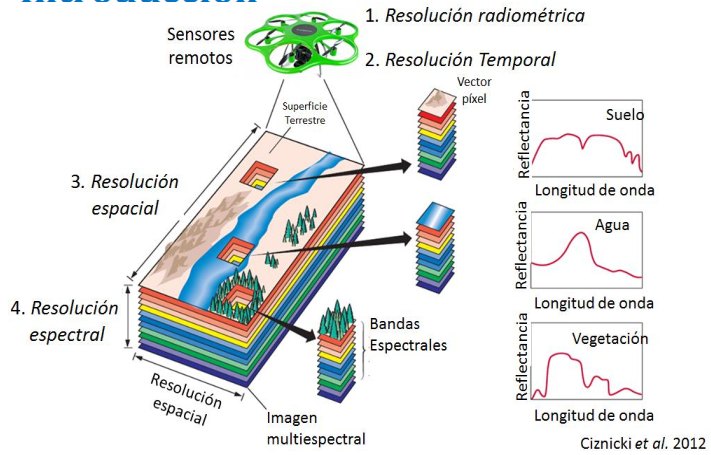 Introducción
Sensores
remotos
1. Resolución radiométrica
2. Resolución Temporal
Superficie
Terrestre
Vector
píxel
3. Resolución
espacial
4. Resolución
espectral
Resolución
espacial
Imagen
multiespectral
Bandas
Espectrales
Reflectancia
Suelo
Longitud de onda
Reflectancia
Agua
Longitud de onda
Reflectancia
Vegetación
Longitud de onda
Ciznicki et al. 2012